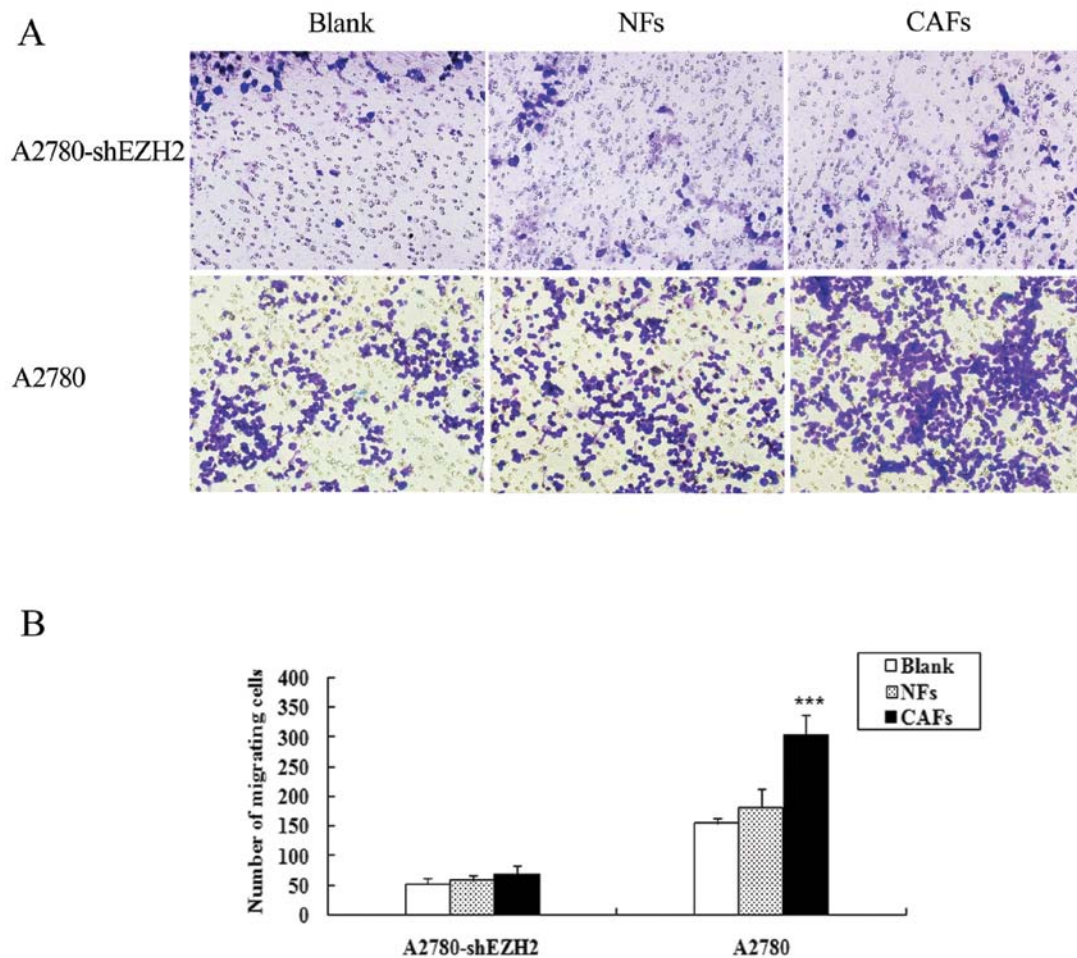 A
Blank NFs CAFs
A2780-shEZH2
A2780
B
Number of migrating cells
400
350
300
250
200
150
100
50
0
***
Blank
NFs
CAFs
A2780-shEZH2 A2780